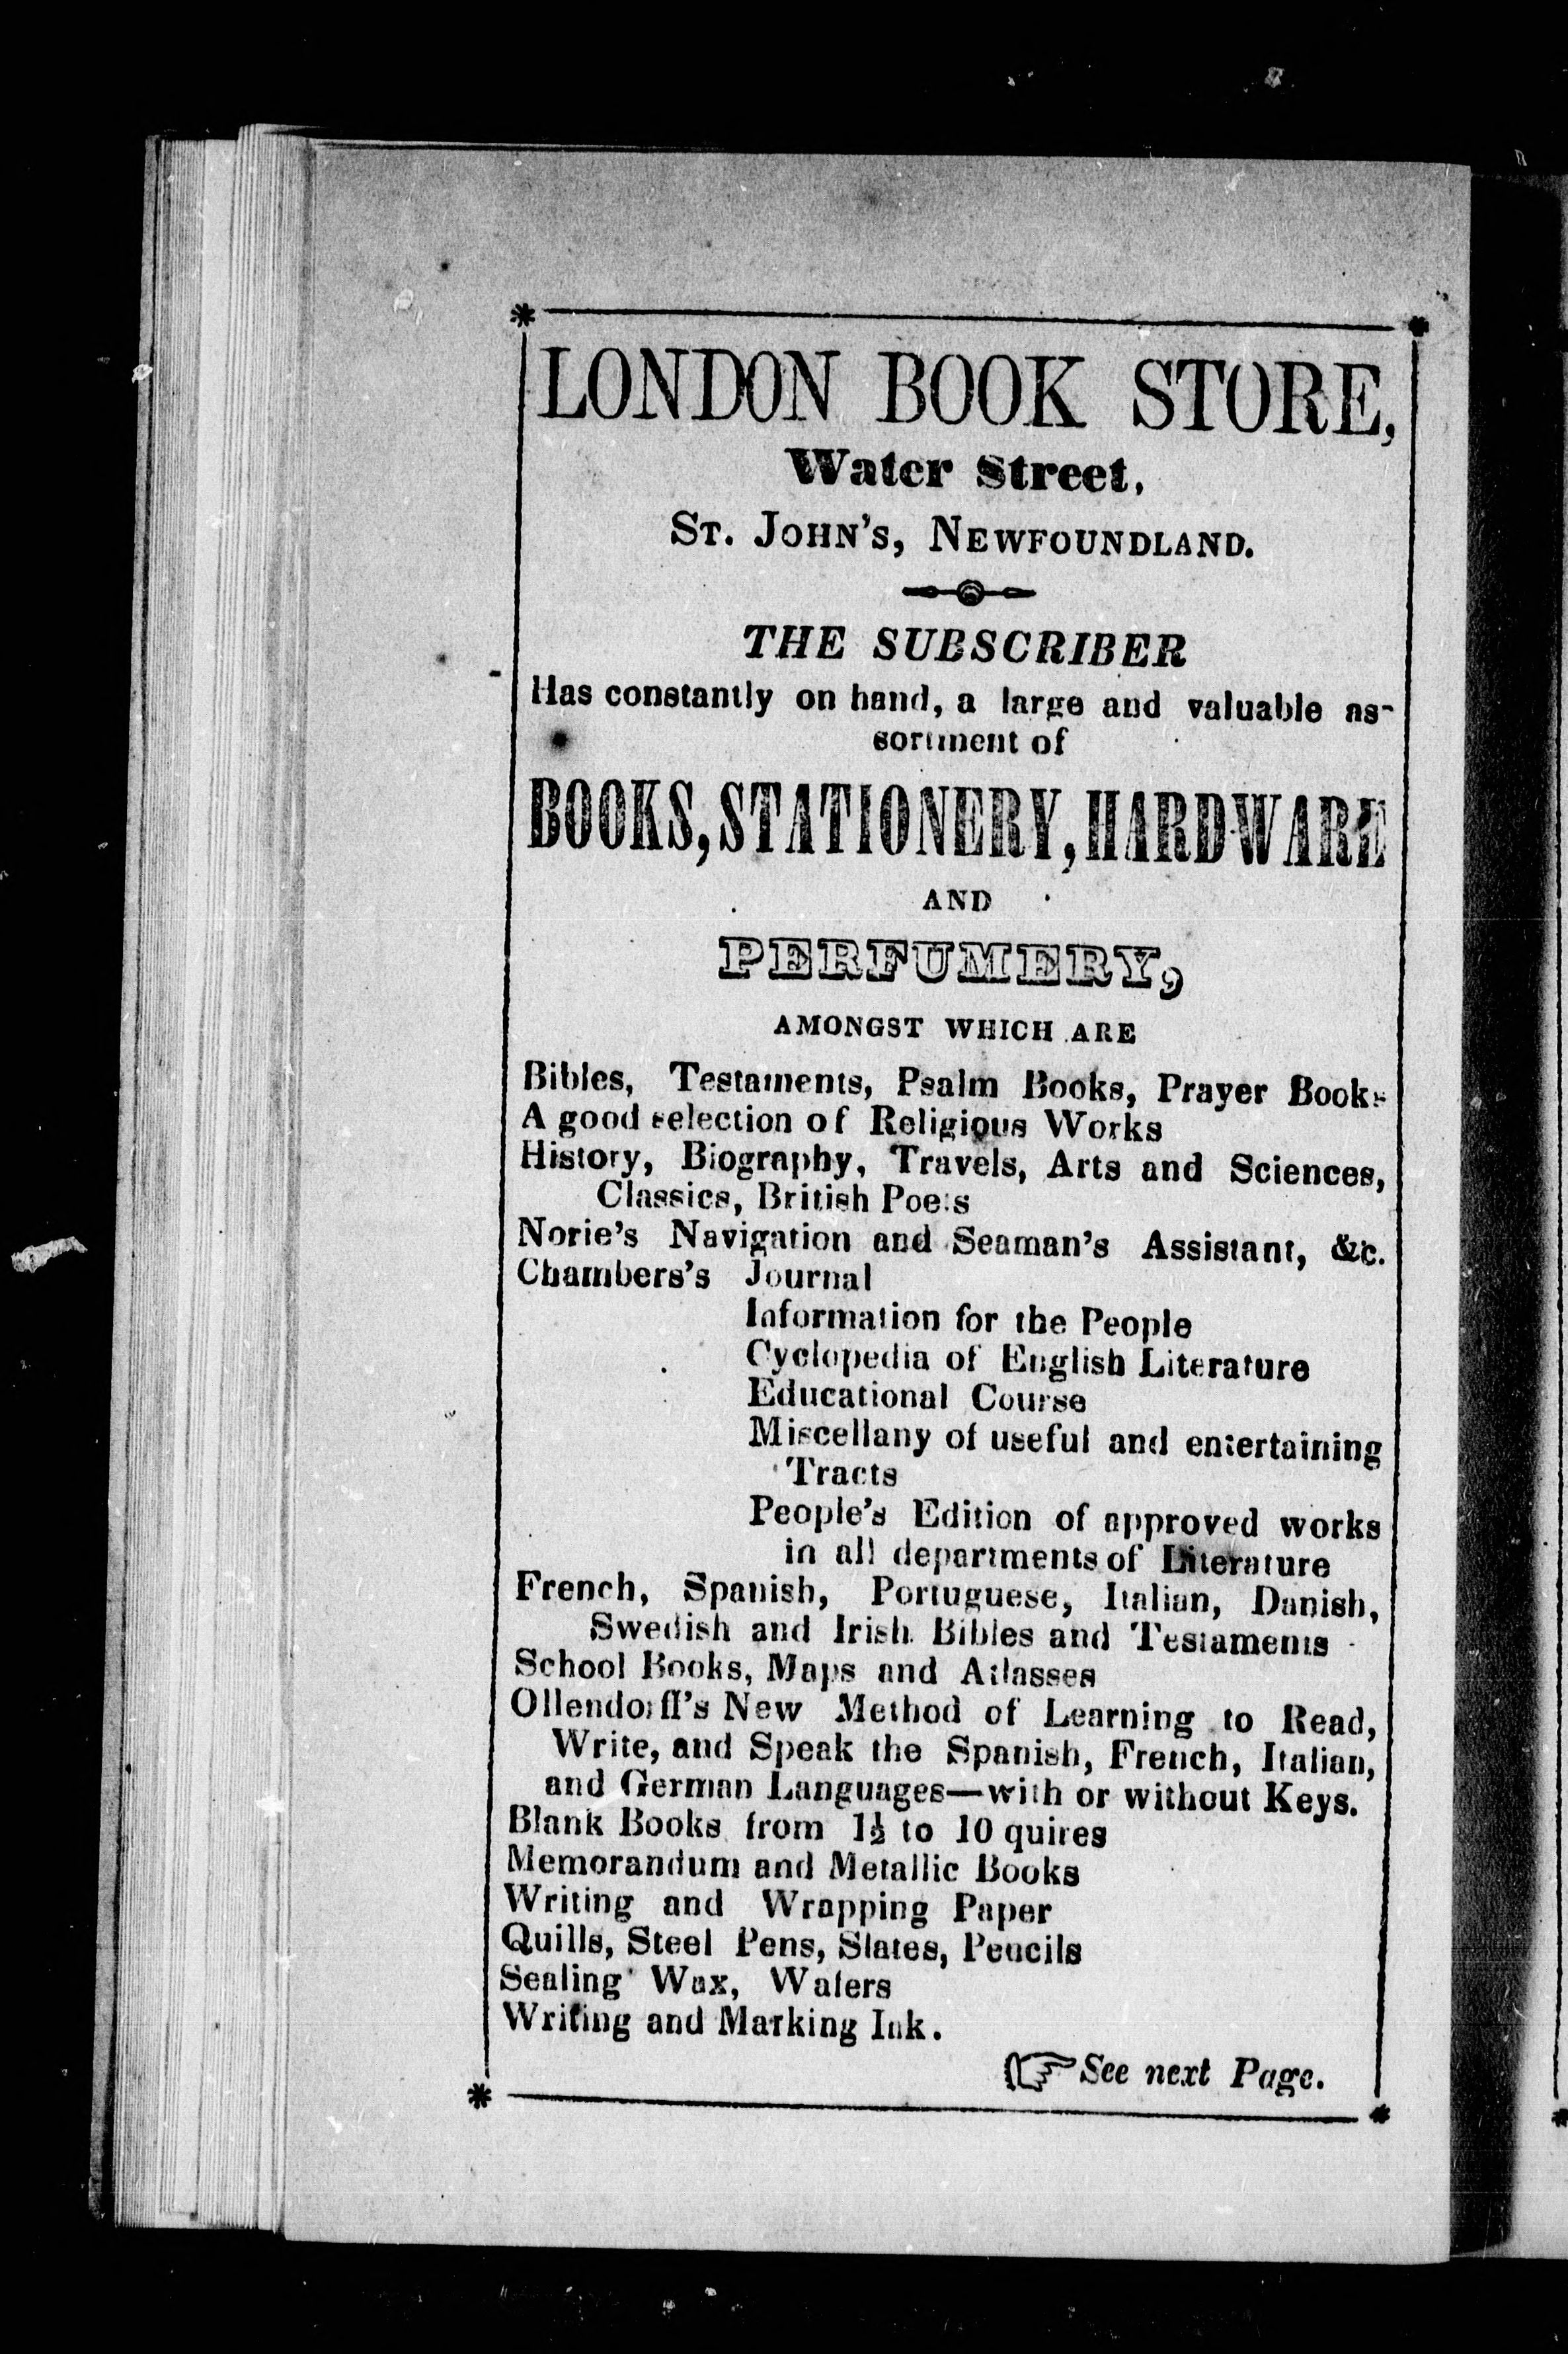 LONDON BOOK STORE,
Water Street,
ST. JOHN'S, NEWFOUNDLAND.
THE SUBSCRIBER
Has constantly on hand, a large and valuable as-
sortment of
BOOKS, STATIONERY, HARDWARE
AND
PERFUMERY,
AMONGST WHICH ARE
Bibles, Testaments, Psalm Books, Prayer Books
A good selection of Religious Works
History, Biography, Travels, Arts and Sciences,
Classics, British Poets
Norie's Navigation and Seaman's Assistant, &c.
Chambers's Journal
Information for the People
Cyclopedia of English Literature
Educational Course
Miscellany of useful and entertaining
Tracts
People's Edition of approved works
in all departments of Literature
French, Spanish, Portuguese, Italian, Danish,
Swedish and Irish Bibles and Testaments
School Books, Maps and Atlasses
Ollendorff's New Method of Learning to Read,
Write, and Speak the Spanish, French, Italian,
and German Languages—with or without Keys.
Blank Books from 1½ to 10 quires
Memorandum and Metallic Books
Writing and Wrapping Paper
Quills, Steel Pens, Slates, Pencils
Sealing Wax, Wafers
Writing and Marking Ink.
☞ See next Page.